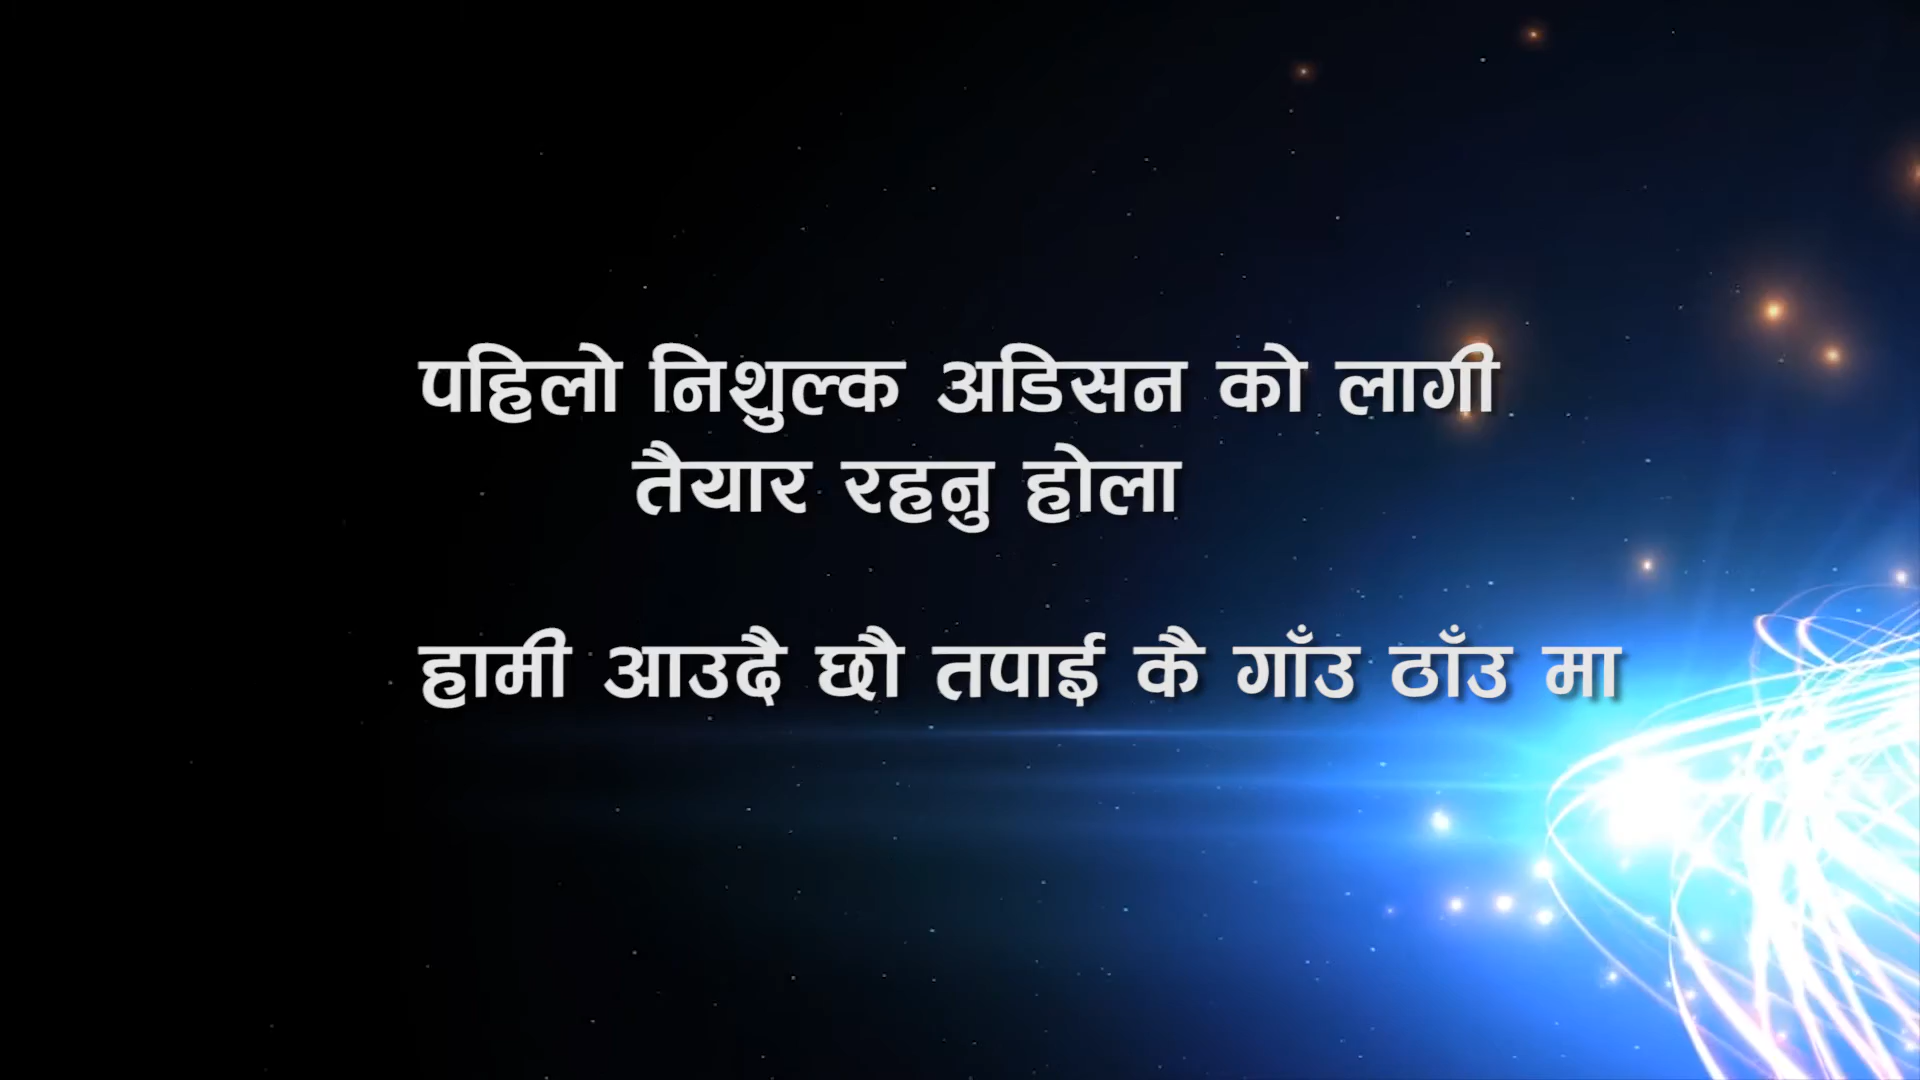 पहिलो निशुल्क अडिसन को लागी
तैयार रहनु होला
हामी आउदै छौ तपाई कै गाँउ ठाँउ मा